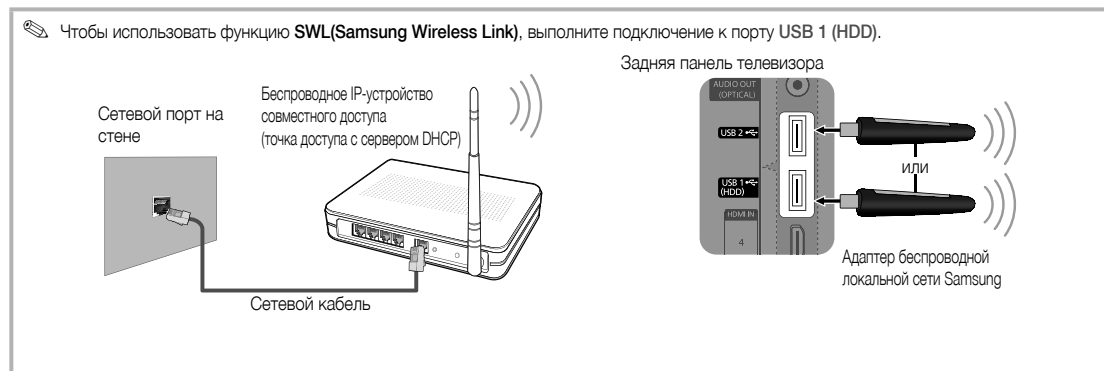 Чтобы использовать функцию SWL(Samsung Wireless Link), выполните подключение к порту USB 1 (HDD).
Задняя панель телевизора
Сетевой порт на
стене
Беспроводное IP-устройство
совместного доступа
(точка доступа с сервером DHCP)
Сетевой кабель
AUDIO OUT
(OPTICAL)
USB 2
USB 1
(HDD)
HDMI IN
4
или
Адаптер беспроводной
локальной сети Samsung